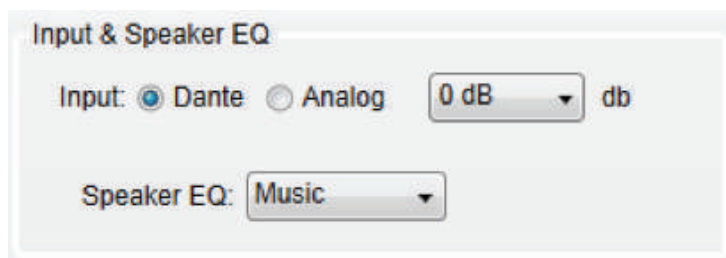 Input & Speaker EQ
Input: Dante Analog 0 dB db
Speaker EQ: Music